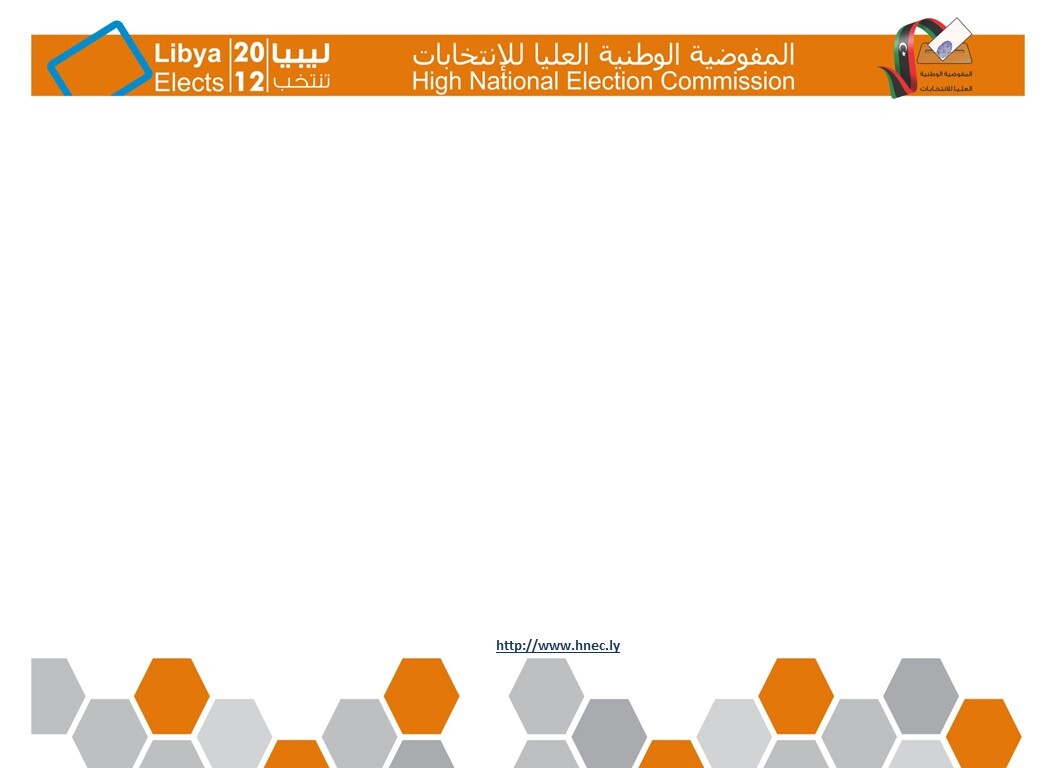 Libya 20 ليبيا
Elects 12 تنتخب
المفوضية الوطنية العليا للإنتخابات
High National Election Commission
المفوضية الوطنية
العليا للانتخابات
http://www.hnec.ly